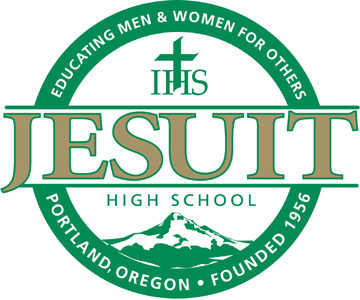 EDUCATING MEN & WOMEN FOR OTHERS
IHS
JESUIT
HIGH SCHOOL
PORTLAND, OREGON • FOUNDED 1956